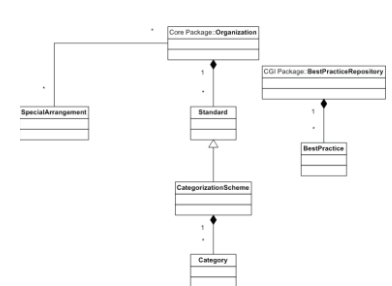 Core Package::Organization
*
1
*
*
SpecialArrangement
Standard
CGI Package::BestPracticeRepository
1
*
BestPractice
CategorizationScheme
1
*
Category